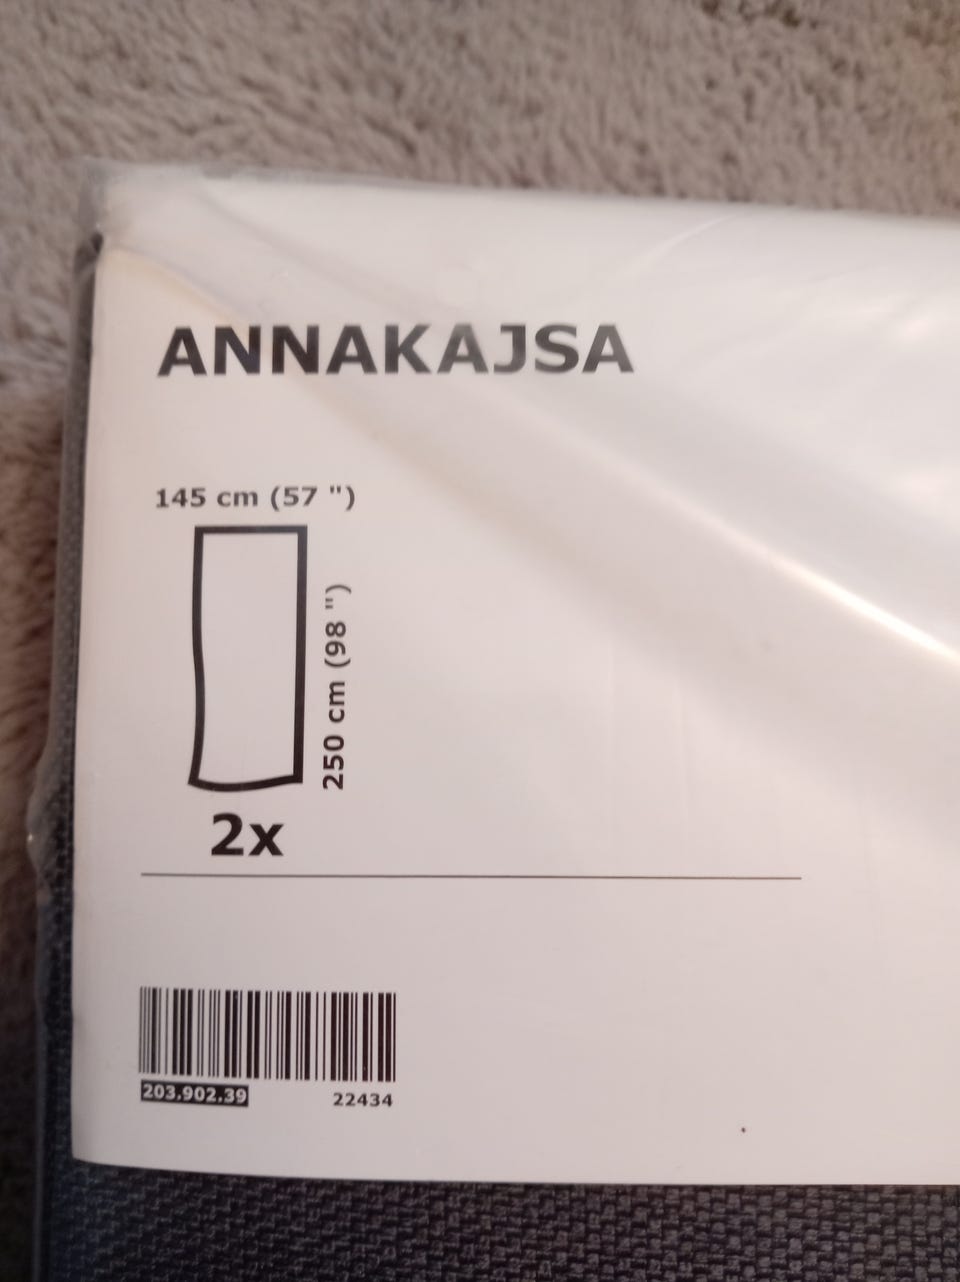 ANNAKAJSA
145 cm (57 ")
250 cm (98 ")
2x
203.902.39
22434